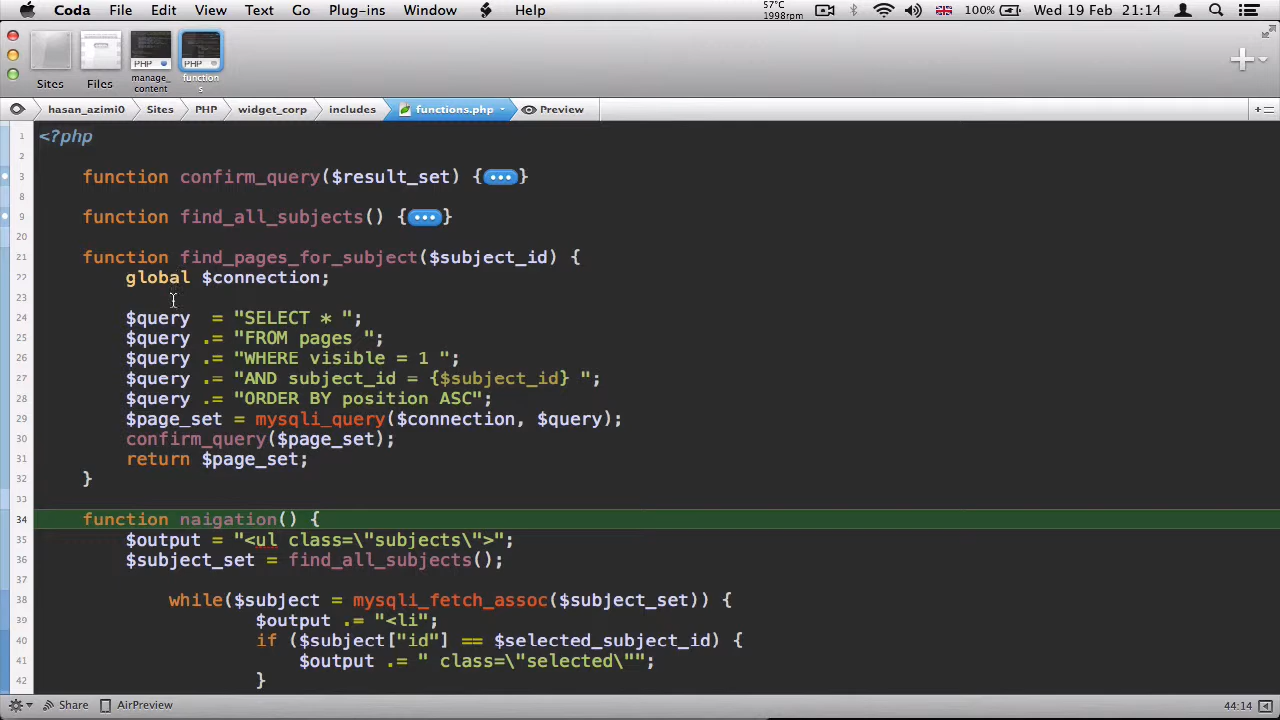 Coda File Edit View Text Go Plug-ins Window Help 57°C 1998rpm 100% Wed 19 Feb 21:14
PHP PHP
Sites Files manage_content functions
hasan_azimi0 Sites PHP widget_corp includes functions.php Preview
1 <?php
2
3 function confirm_query($result_set) {•••}
8
9 function find_all_subjects() {•••}
20
21 function find_pages_for_subject($subject_id) {
22 global $connection;
23
24 $query  = "SELECT * ";
25 $query .= "FROM pages ";
26 $query .= "WHERE visible = 1 ";
27 $query .= "AND subject_id = {$subject_id} ";
28 $query .= "ORDER BY position ASC";
29 $page_set = mysqli_query($connection, $query);
30 confirm_query($page_set);
31 return $page_set;
32 }
33
34 function naigation() {
35 $output = "<ul class=\"subjects\">";
36 $subject_set = find_all_subjects();
37
38 while($subject = mysqli_fetch_assoc($subject_set)) {
39 $output .= "<li";
40 if ($subject["id"] == $selected_subject_id) {
41 $output .= " class=\"selected\"";
42 }
Share AirPreview 44:14